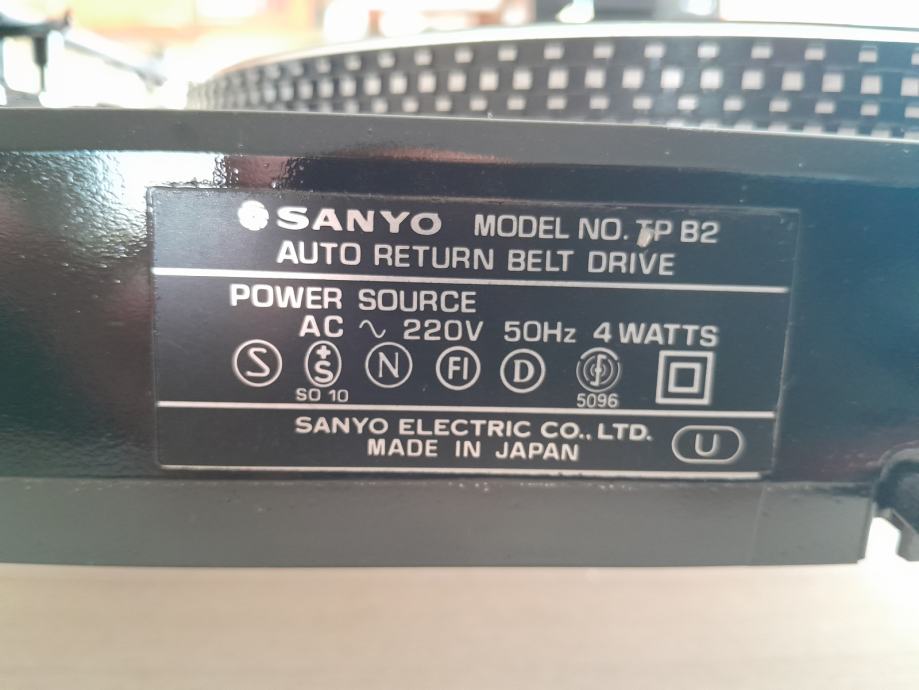 SANYO MODEL NO. TP B2
AUTO RETURN BELT DRIVE
POWER SOURCE
AC ∿ 220V 50Hz 4 WATTS
S +S N FI D
SO 10 5096
SANYO ELECTRIC CO., LTD.
MADE IN JAPAN U